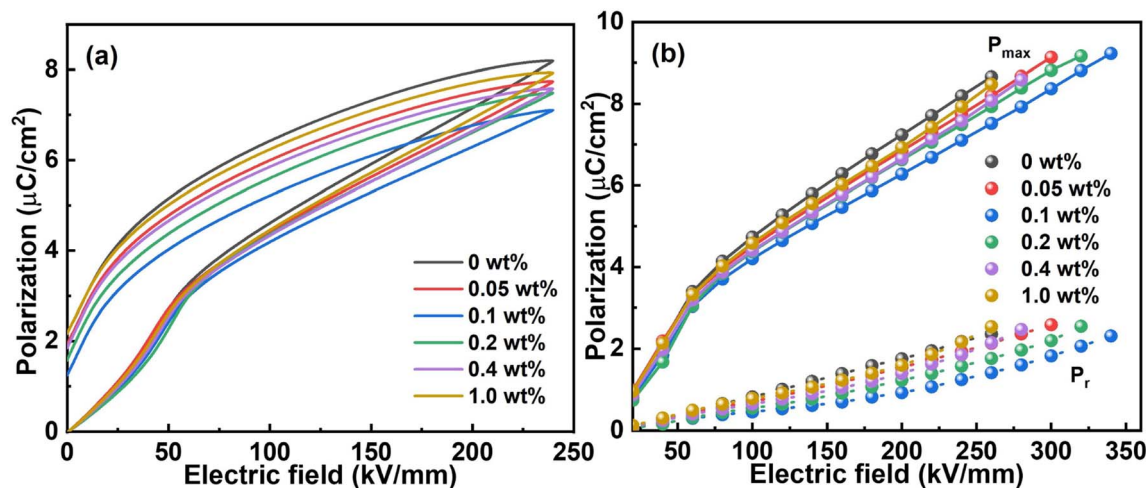 (a)
Polarization (μC/cm²)
8
6
4
2
0
0 wt%
0.05 wt%
0.1 wt%
0.2 wt%
0.4 wt%
1.0 wt%
0 50 100 150 200 250
Electric field (kV/mm)
(b)
Polarization (μC/cm²)
10
8
6
4
2
0
Pmax
0 wt%
0.05 wt%
0.1 wt%
0.2 wt%
0.4 wt%
1.0 wt%
Pr
50 100 150 200 250 300 350
Electric field (kV/mm)